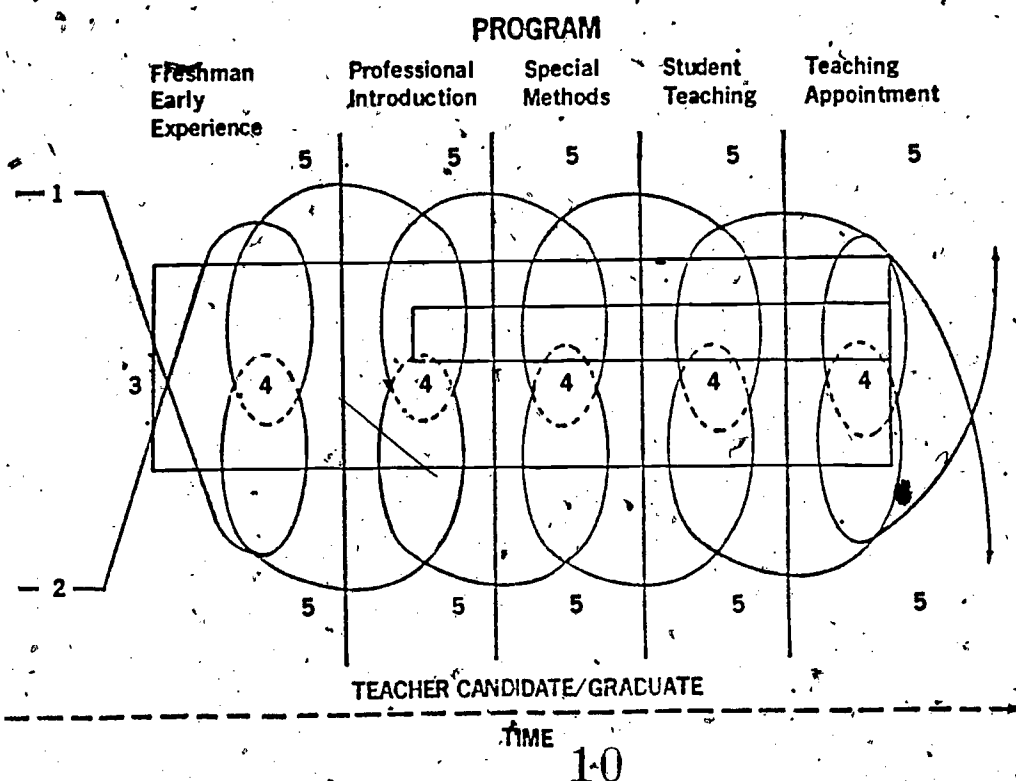 PROGRAM
Freshman
Early
Experience
Professional
Introduction
Special
Methods
Student
Teaching
Teaching
Appointment
5 5 5 5 5
1
3 4 4 4 4 4
2
5 5 5 5 5
TEACHER CANDIDATE/GRADUATE
TIME
10